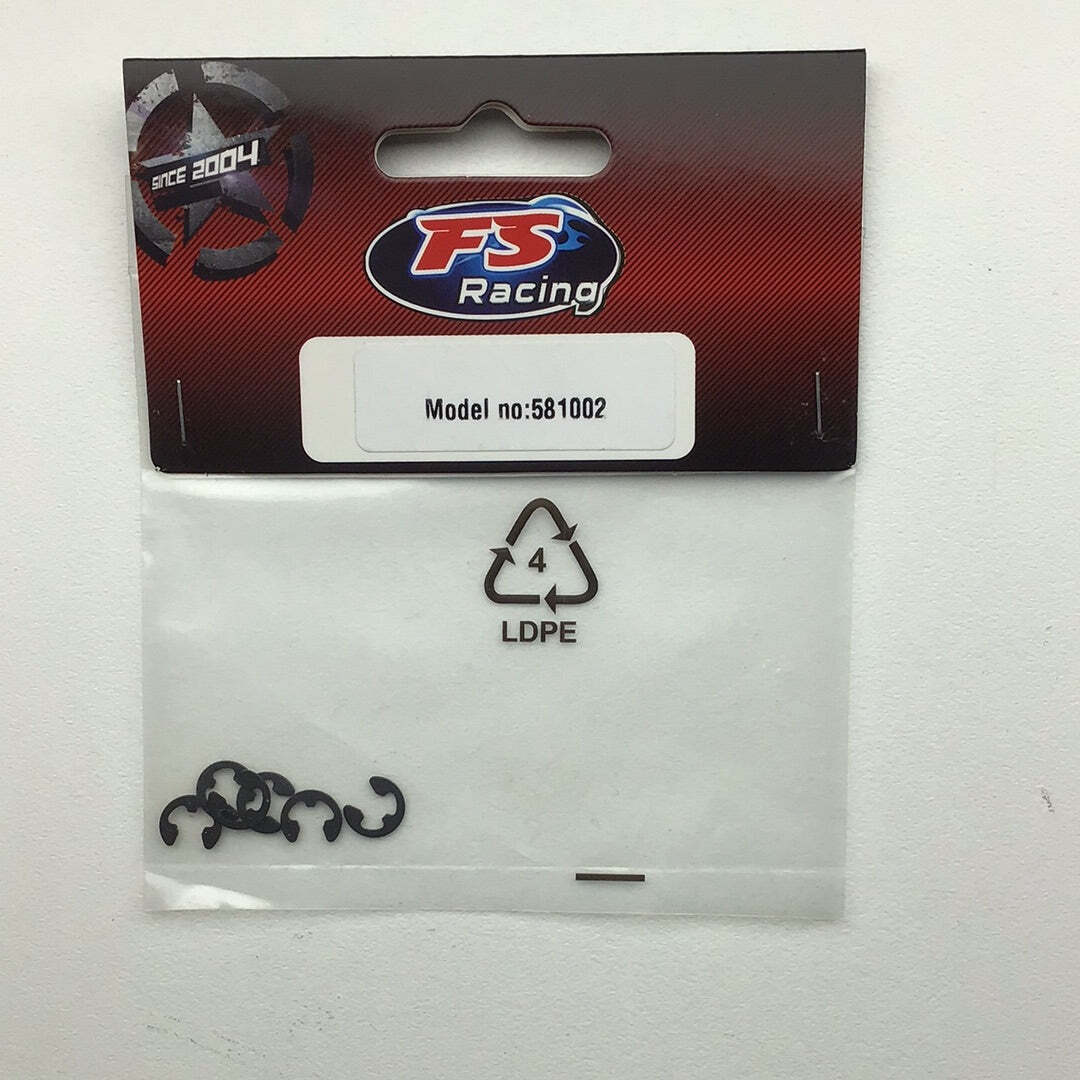 SINCE 2004
FS
Racing
Model no:581002
4
LDPE